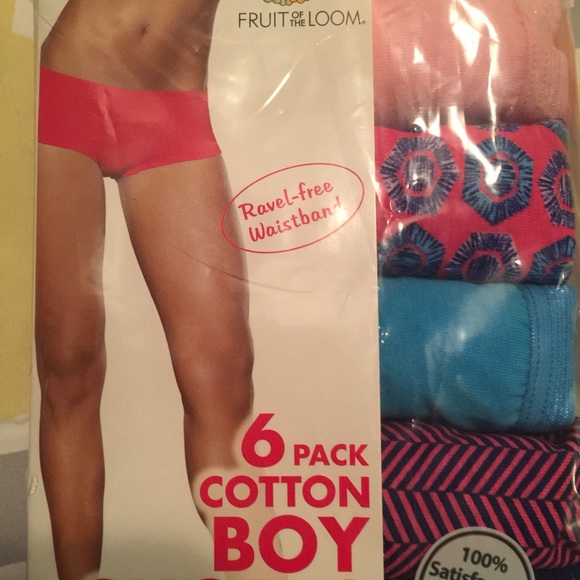 FRUIT OF THE LOOM®
Ravel-free
Waistband
6 PACK
COTTON
BOY
100%